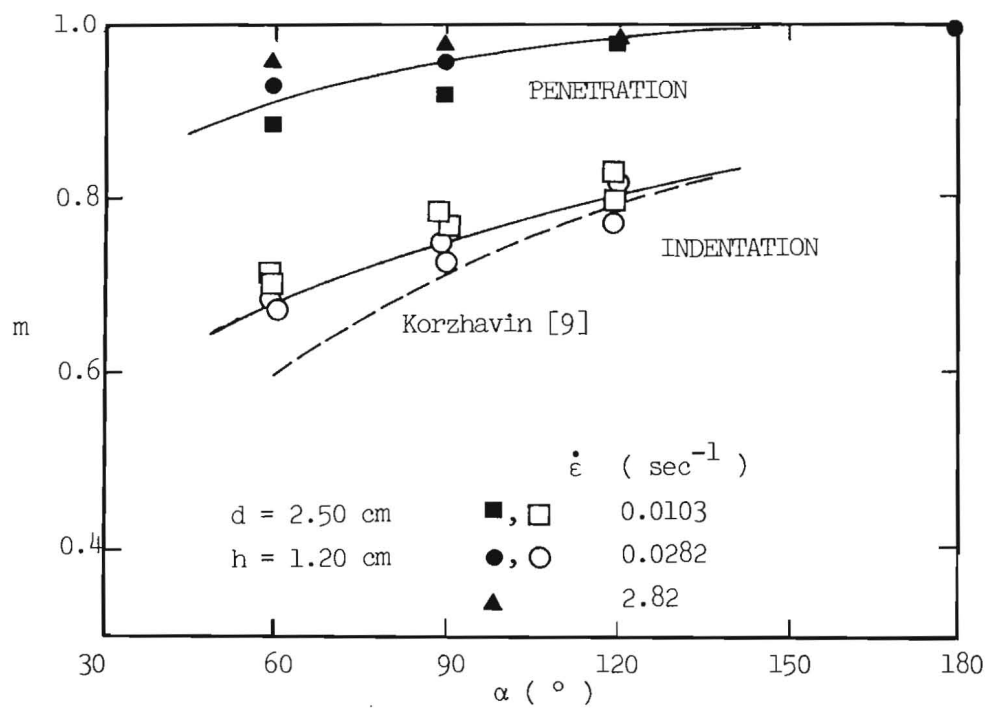 1.0
PENETRATION
0.8
INDENTATION
m
Korzhavin [9]
0.6
ε̇ ( sec⁻¹ )
d = 2.50 cm ■,□ 0.0103
0.4
h = 1.20 cm ●,○ 0.0282
▲ 2.82
30 60 90 120 150 180
α ( ° )